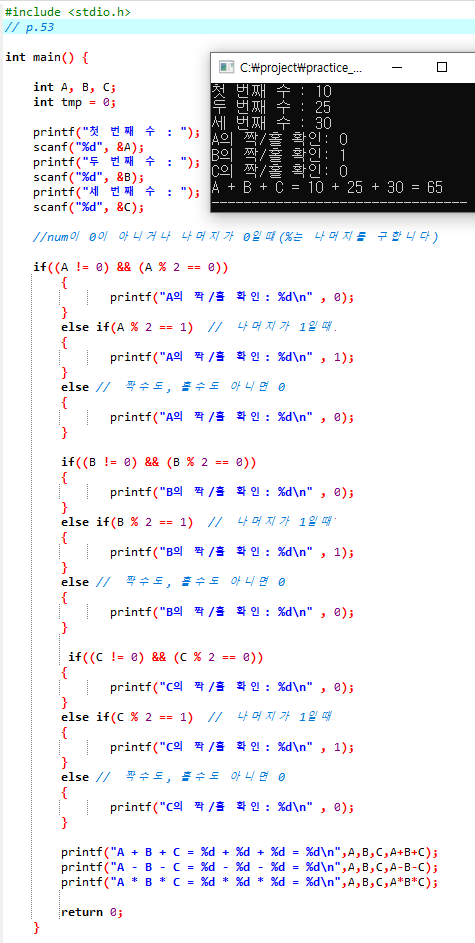 #include <stdio.h>
// p.53
int main() {
int A, B, C;
int tmp = 0;
printf("첫 번째 수 : ");
scanf("%d", &A);
printf("두 번째 수 : ");
scanf("%d", &B);
printf("세 번째 수 : ");
scanf("%d", &C);
C:₩project₩practice_...
첫 번째 수 : 10
두 번째 수 : 25
세 번째 수 : 30
A의 짝/홀 확인: 0
B의 짝/홀 확인: 1
C의 짝/홀 확인: 0
A + B + C = 10 + 25 + 30 = 65
--------------------------------
//num이 0이 아니거나 나머지가 0일때(%는 나머지를 구합니다)
if((A != 0) && (A % 2 == 0))
{
printf("A의 짝/홀 확인: %d\n" , 0);
}
else if(A % 2 == 1) // 나머지가 1일때.
{
printf("A의 짝/홀 확인: %d\n" , 1);
}
else // 짝수도, 홀수도 아니면 0
{
printf("A의 짝/홀 확인: %d\n" , 0);
}
if((B != 0) && (B % 2 == 0))
{
printf("B의 짝/홀 확인: %d\n" , 0);
}
else if(B % 2 == 1) // 나머지가 1일때`
{
printf("B의 짝/홀 확인: %d\n" , 1);
}
else // 짝수도, 홀수도 아니면 0
{
printf("B의 짝/홀 확인: %d\n" , 0);
}
if((C != 0) && (C % 2 == 0))
{
printf("C의 짝/홀 확인: %d\n" , 0);
}
else if(C % 2 == 1) // 나머지가 1일때
{
printf("C의 짝/홀 확인: %d\n" , 1);
}
else // 짝수도, 홀수도 아니면 0
{
printf("C의 짝/홀 확인: %d\n" , 0);
}
printf("A + B + C = %d + %d + %d = %d\n",A,B,C,A+B+C);
printf("A - B - C = %d - %d - %d = %d\n",A,B,C,A-B-C);
printf("A * B * C = %d * %d * %d = %d\n",A,B,C,A*B*C);
return 0;
}